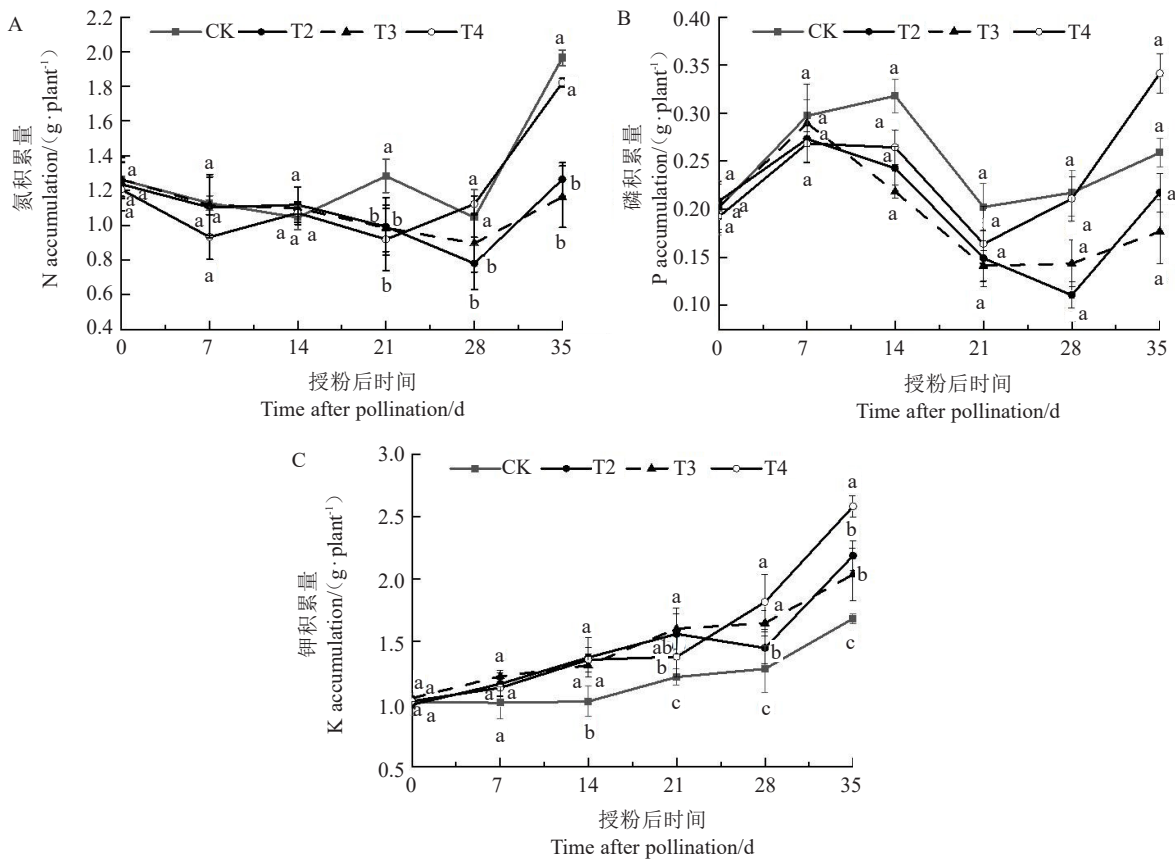 A
CK T2 T3 T4
2.2
2.0
1.8
1.6
1.4
1.2
1.0
0.8
0.6
0.4
氮积累量
N accumulation/(g·plant⁻¹)
0 7 14 21 28 35
授粉后时间
Time after pollination/d
a a a a a a a a a a a a a a b b b a a b b a a b b
B
CK T2 T3 T4
0.40
0.35
0.30
0.25
0.20
0.15
0.10
磷积累量
P accumulation/(g·plant⁻¹)
0 7 14 21 28 35
授粉后时间
Time after pollination/d
a a a a a a a a a a a a a a a a a a a a a a a a
C
CK T2 T3 T4
3.0
2.5
2.0
1.5
1.0
0.5
钾积累量
K accumulation/(g·plant⁻¹)
0 7 14 21 28 35
授粉后时间
Time after pollination/d
a a a a a a a a a a a b a ab b c a a b c a b b c